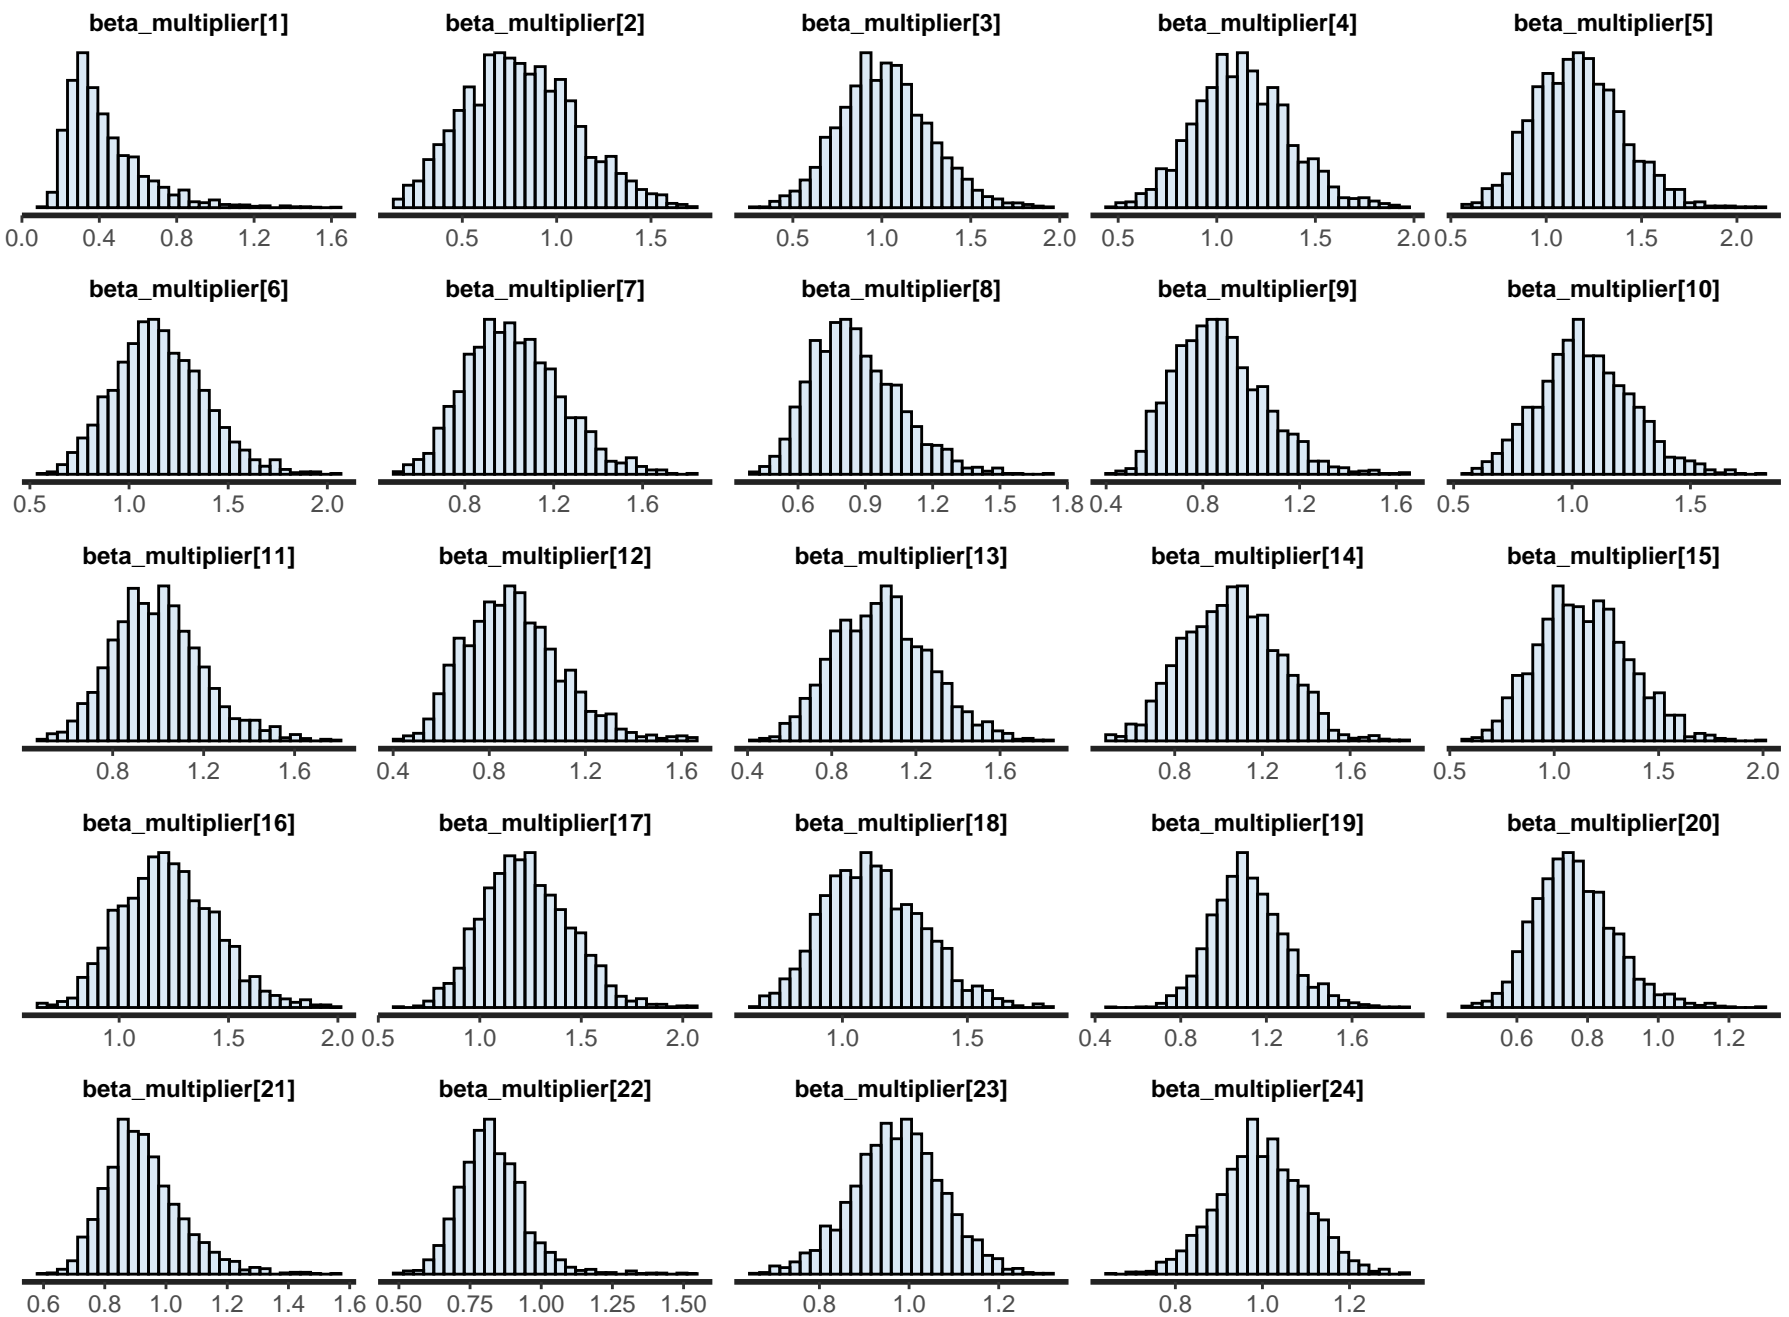 beta_multiplier[1] beta_multiplier[2] beta_multiplier[3] beta_multiplier[4] beta_multiplier[5]
0.0 0.4 0.8 1.2 1.6 0.5 1.0 1.5 0.5 1.0 1.5 2.0 0.5 1.0 1.5 2.0 0.5 1.0 1.5 2.0
beta_multiplier[6] beta_multiplier[7] beta_multiplier[8] beta_multiplier[9] beta_multiplier[10]
0.5 1.0 1.5 2.0 0.8 1.2 1.6 0.6 0.9 1.2 1.5 1.8 0.4 0.8 1.2 1.6 0.5 1.0 1.5
beta_multiplier[11] beta_multiplier[12] beta_multiplier[13] beta_multiplier[14] beta_multiplier[15]
0.8 1.2 1.6 0.4 0.8 1.2 1.6 0.4 0.8 1.2 1.6 0.8 1.2 1.6 0.5 1.0 1.5 2.0
beta_multiplier[16] beta_multiplier[17] beta_multiplier[18] beta_multiplier[19] beta_multiplier[20]
1.0 1.5 2.0 0.5 1.0 1.5 2.0 1.0 1.5 0.4 0.8 1.2 1.6 0.6 0.8 1.0 1.2
beta_multiplier[21] beta_multiplier[22] beta_multiplier[23] beta_multiplier[24]
0.6 0.8 1.0 1.2 1.4 1.6 0.50 0.75 1.00 1.25 1.50 0.8 1.0 1.2 0.8 1.0 1.2